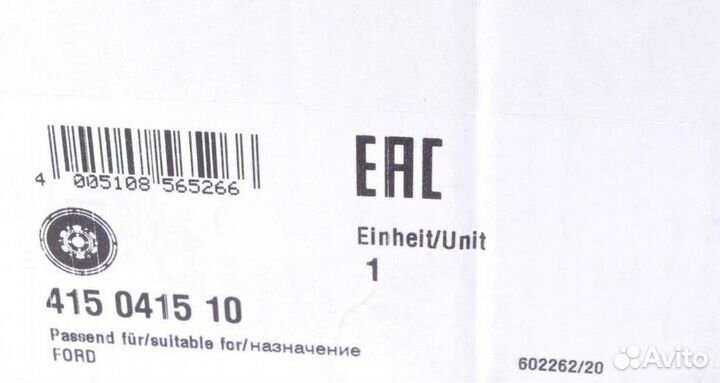 4 005108 565266
EAC
Einheit/Unit
1
415 0415 10
Passend für/suitable for/назначение
FORD
602262/20
Avito